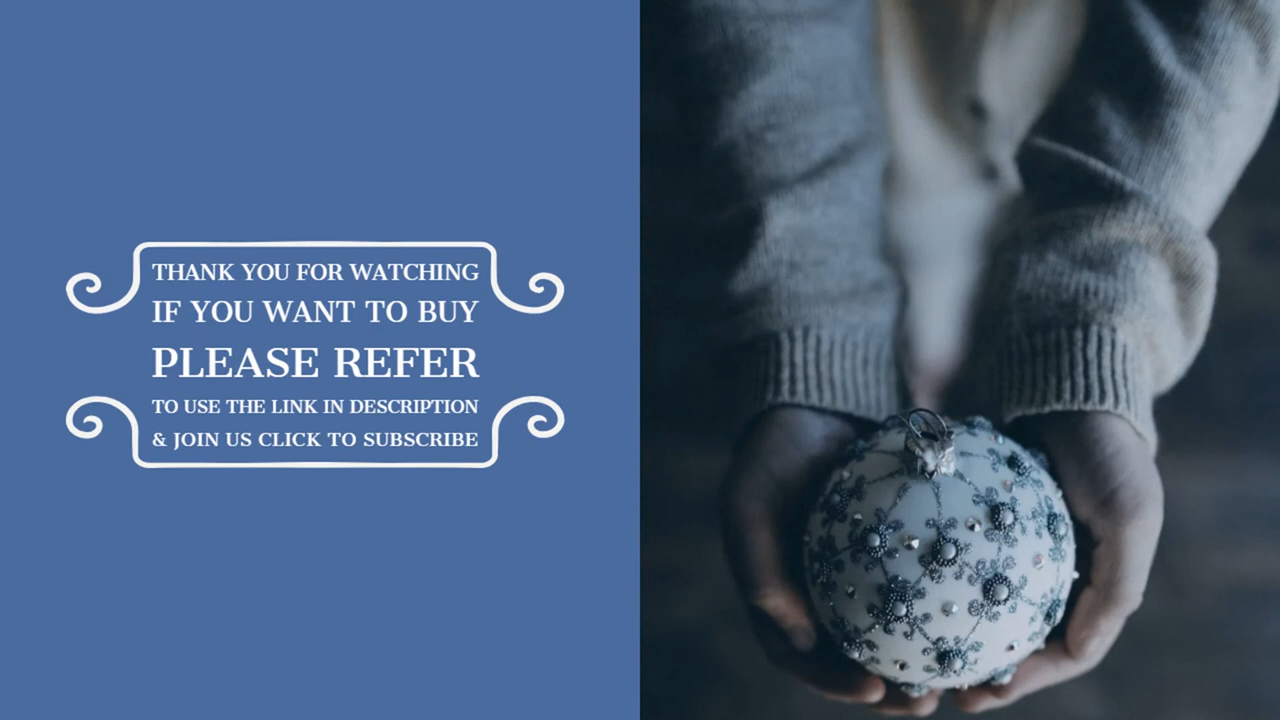 THANK YOU FOR WATCHING
IF YOU WANT TO BUY
PLEASE REFER
TO USE THE LINK IN DESCRIPTION
& JOIN US CLICK TO SUBSCRIBE